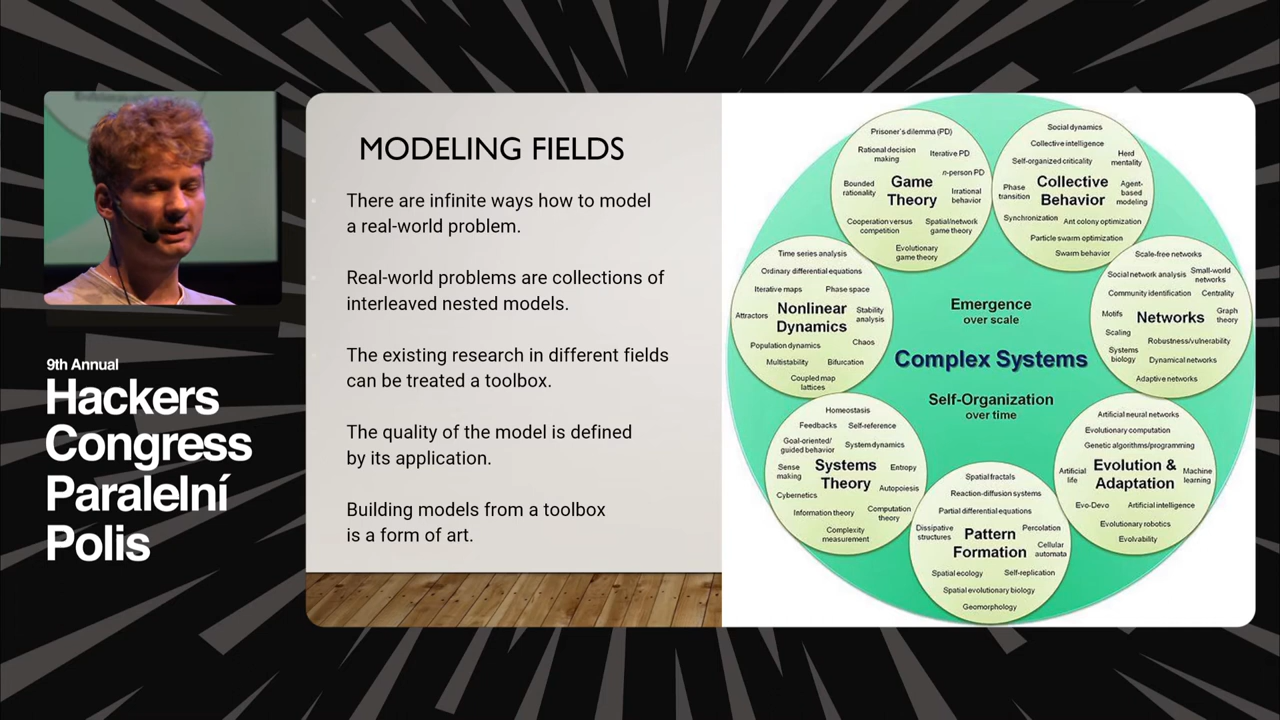 9th Annual
Hackers
Congress
Paralelní
Polis
MODELING FIELDS
There are infinite ways how to model
a real-world problem.
Real-world problems are collections of
interleaved nested models.
The existing research in different fields
can be treated a toolbox.
The quality of the model is defined
by its application.
Building models from a toolbox
is a form of art.
Emergence
over scale
Complex Systems
Self-Organization
over time
Prisoner's dilemma (PD)
Rational decision
making
Iterative PD
n-person PD
Bounded
rationality
Game
Theory
Irrational
behavior
Cooperation versus
competition
Spatial/network
game theory
Evolutionary
game theory
Social dynamics
Collective intelligence
Self-organized criticality
Herd
mentality
Phase
transition
Collective
Behavior
Agent-
based
modeling
Synchronization
Ant colony optimization
Particle swarm optimization
Swarm behavior
Scale-free networks
Social network analysis
Small-world
networks
Community identification
Centrality
Motifs
Networks
Graph
theory
Scaling
Robustness/vulnerability
Systems
biology
Dynamical networks
Adaptive networks
Artificial neural networks
Evolutionary computation
Genetic algorithms/programming
Artificial
life
Evolution &
Adaptation
Machine
learning
Evo-Devo
Artificial intelligence
Evolutionary robotics
Evolvability
Spatial fractals
Reaction-diffusion systems
Partial differential equations
Dissipative
structures
Pattern
Formation
Percolation
Cellular
automata
Spatial ecology
Self-replication
Spatial evolutionary biology
Geomorphology
Homeostasis
Feedbacks
Self-reference
Goal-oriented/
guided behavior
System dynamics
Sense
making
Systems
Theory
Entropy
Cybernetics
Autopoiesis
Information theory
Computation
theory
Complexity
measurement
Time series analysis
Ordinary differential equations
Iterative maps
Phase space
Attractors
Nonlinear
Dynamics
Stability
analysis
Population dynamics
Chaos
Multistability
Bifurcation
Coupled map
lattices